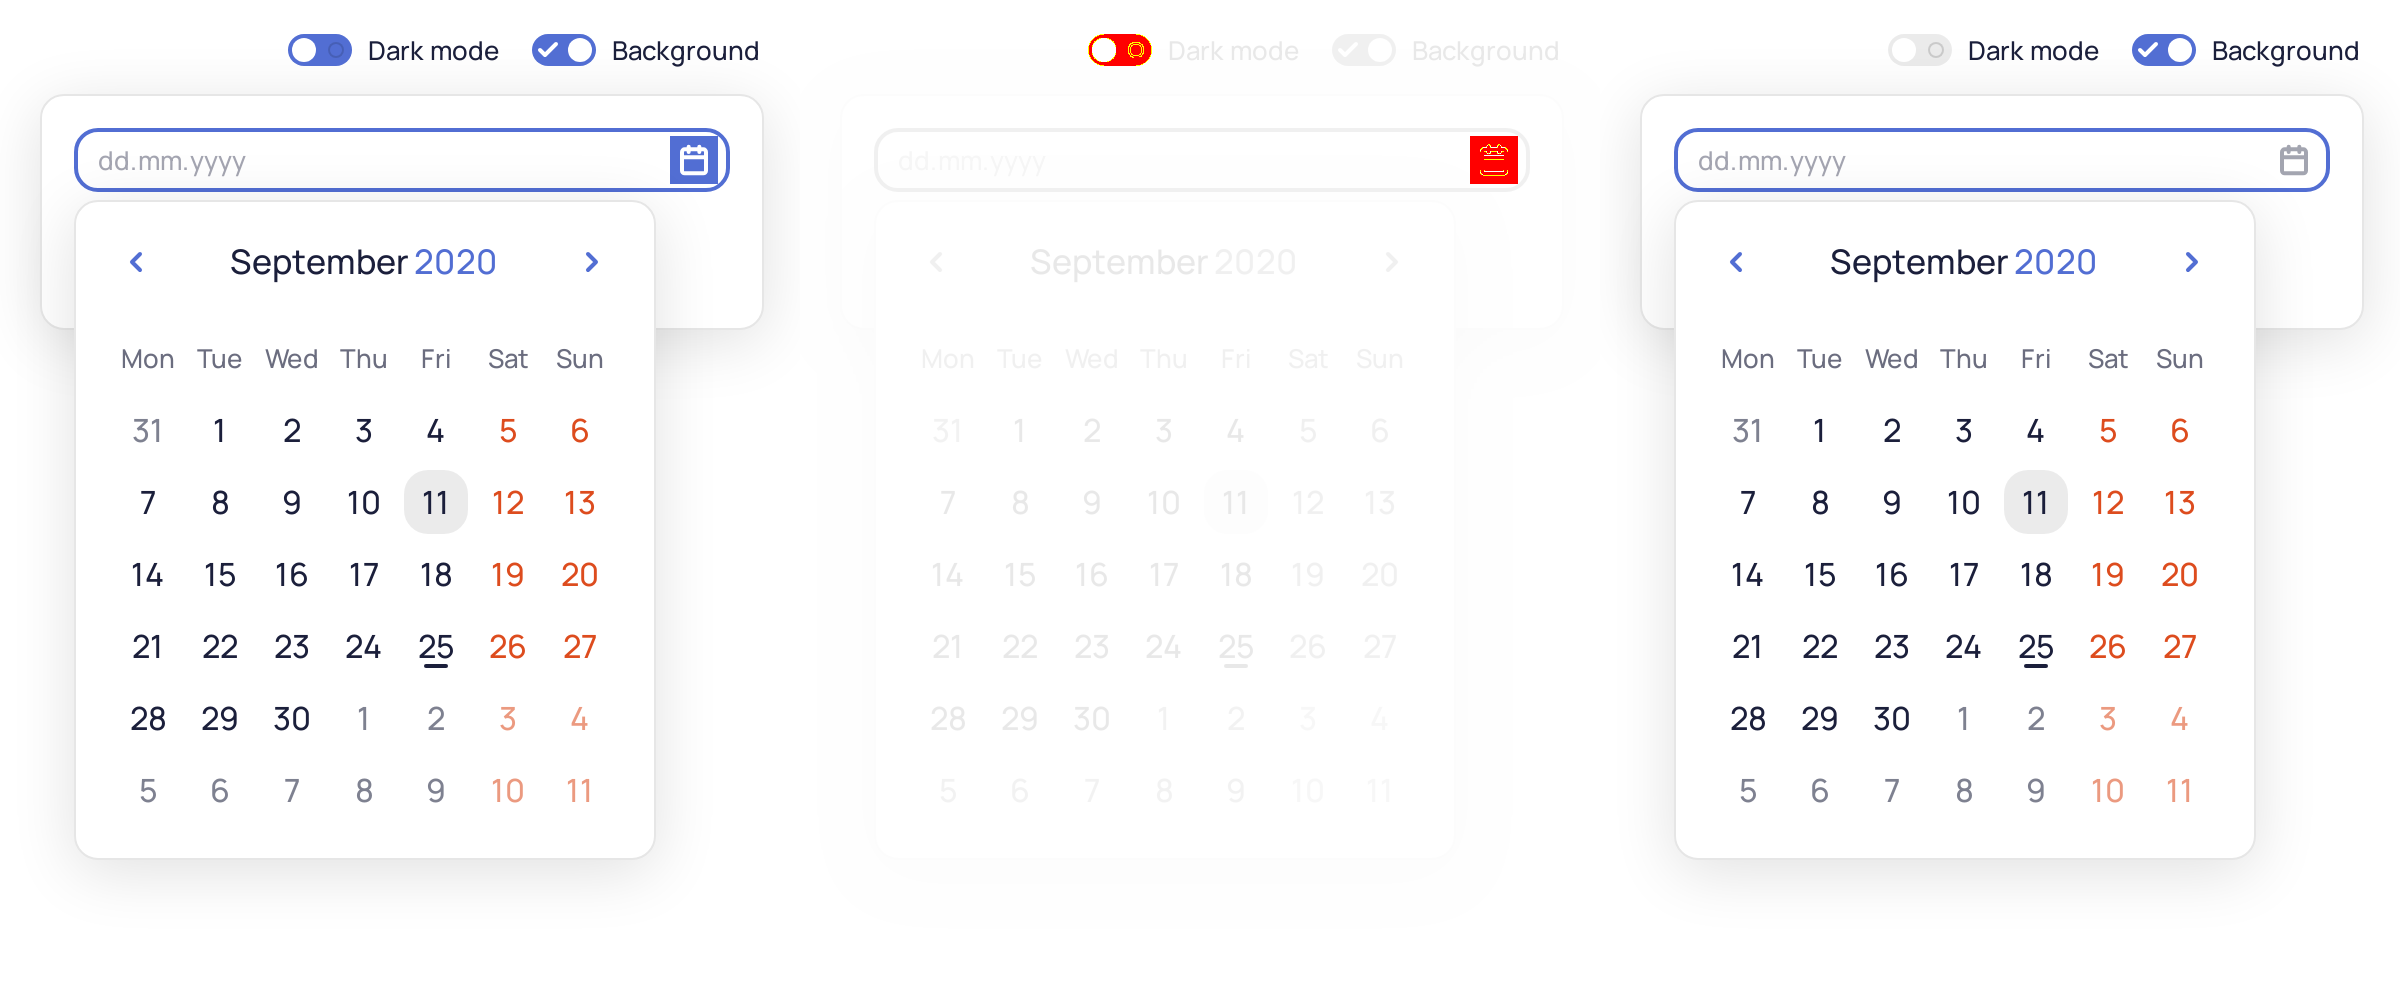 Dark mode Background
dd.mm.yyyy
September 2020
Mon Tue Wed Thu Fri Sat Sun
31 1 2 3 4 5 6
7 8 9 10 11 12 13
14 15 16 17 18 19 20
21 22 23 24 25 26 27
28 29 30 1 2 3 4
5 6 7 8 9 10 11
Dark mode Background
dd.mm.yyyy
September 2020
Mon Tue Wed Thu Fri Sat Sun
31 1 2 3 4 5 6
7 8 9 10 11 12 13
14 15 16 17 18 19 20
21 22 23 24 25 26 27
28 29 30 1 2 3 4
5 6 7 8 9 10 11
Dark mode Background
dd.mm.yyyy
September 2020
Mon Tue Wed Thu Fri Sat Sun
31 1 2 3 4 5 6
7 8 9 10 11 12 13
14 15 16 17 18 19 20
21 22 23 24 25 26 27
28 29 30 1 2 3 4
5 6 7 8 9 10 11